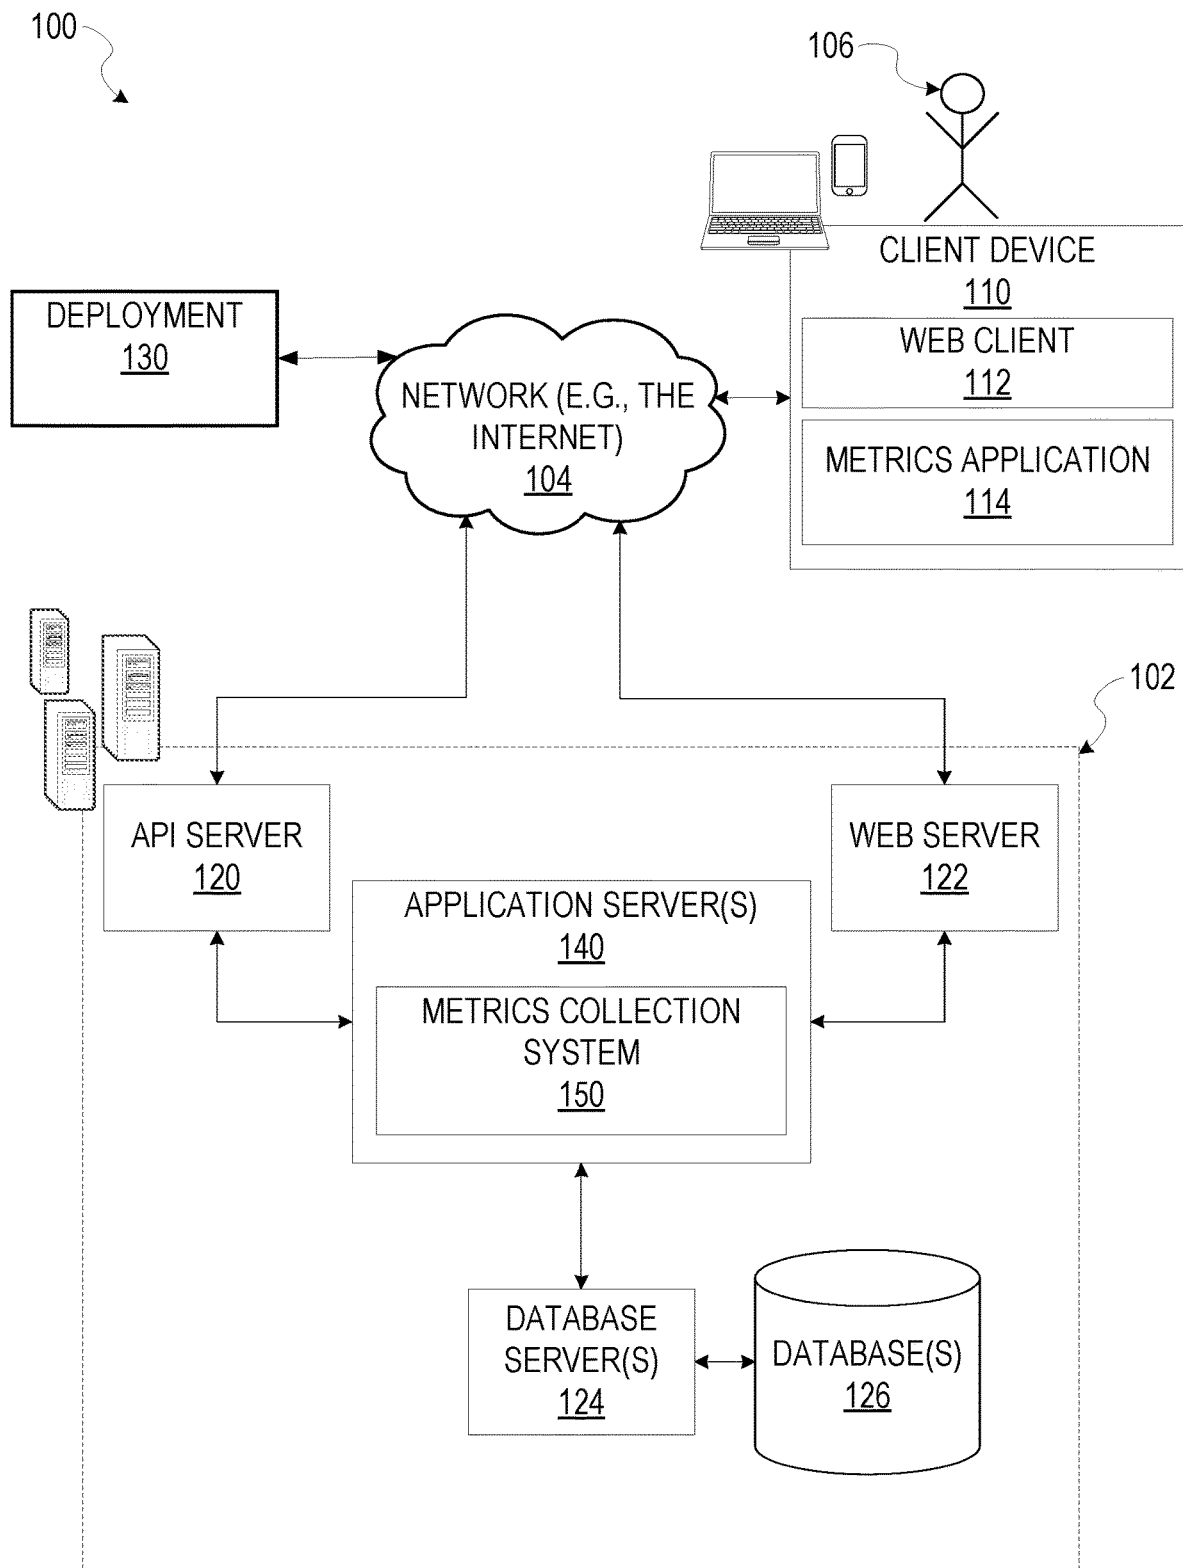 100
106
CLIENT DEVICE
110
WEB CLIENT
112
METRICS APPLICATION
114
DEPLOYMENT
130
NETWORK (E.G., THE
INTERNET)
104
102
API SERVER
120
WEB SERVER
122
APPLICATION SERVER(S)
140
METRICS COLLECTION
SYSTEM
150
DATABASE
SERVER(S)
124
DATABASE(S)
126